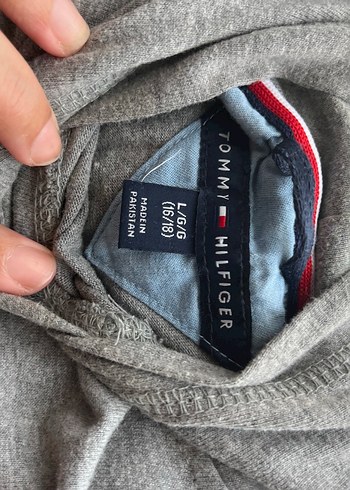 TOMMY HILFIGER
L/G/G
(16/18)
MADE IN
PAKISTAN